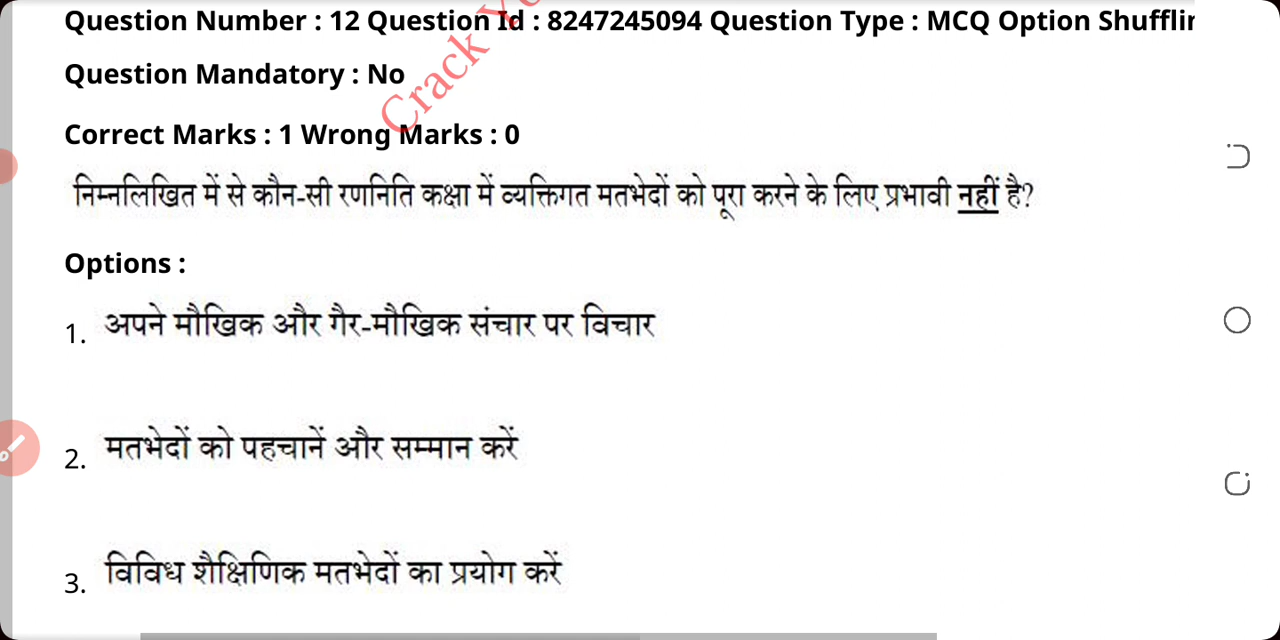 Question Number : 12 Question Id : 8247245094 Question Type : MCQ Option
Question Mandatory : No
Crack
Correct Marks : 1 Wrong Marks : 0
निम्नलिखित में से कौन-सी रणनिति कक्षा में व्यक्तिगत मतभेदों को पूरा करने के लिए प्रभावी नहीं है?
Options :
1. अपने मौखिक और गैर-मौखिक संचार पर विचार
2. मतभेदों को पहचानें और सम्मान करें
3. विविध शैक्षिणिक मतभेदों का प्रयोग करें